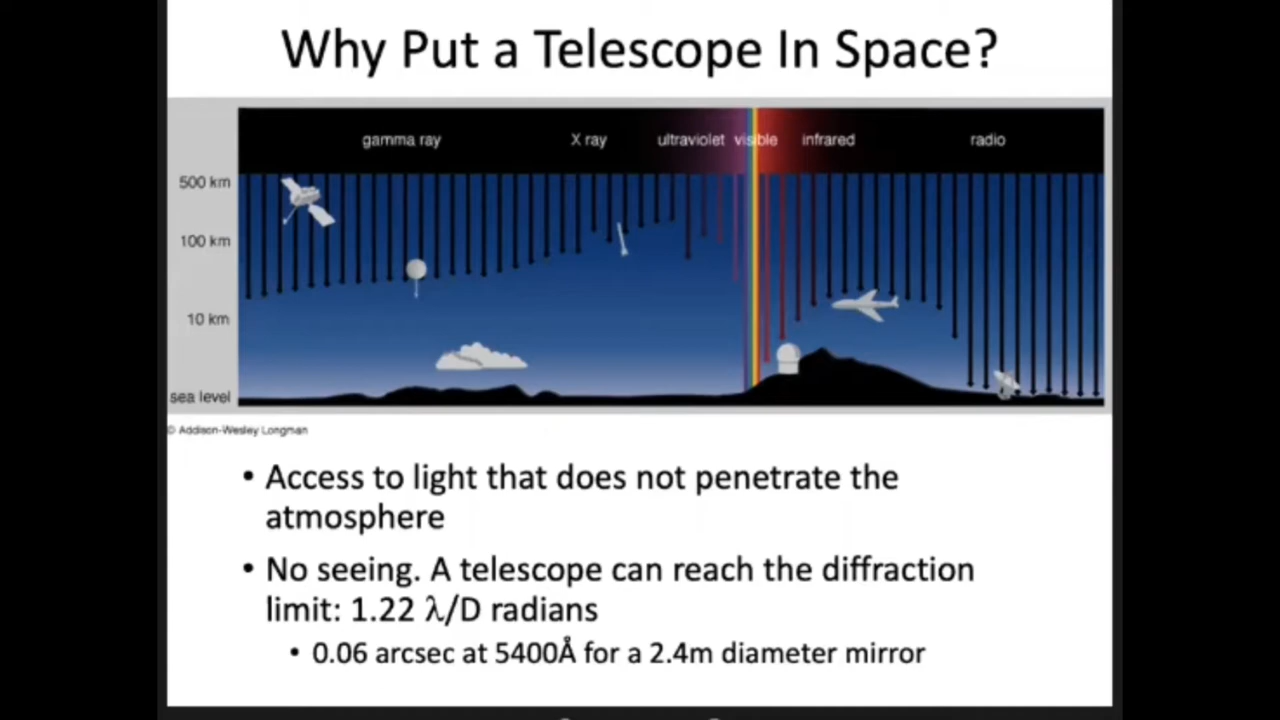 Why Put a Telescope In Space?
gamma ray X ray ultraviolet visible infrared radio
500 km
100 km
10 km
sea level
© Addison-Wesley Longman
• Access to light that does not penetrate the
atmosphere
• No seeing. A telescope can reach the diffraction
limit: 1.22 λ/D radians
• 0.06 arcsec at 5400Å for a 2.4m diameter mirror